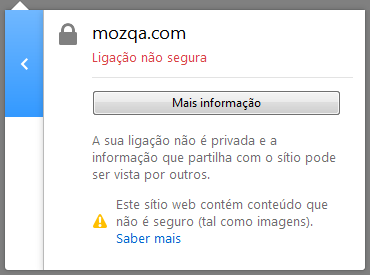 mozqa.com
Ligação não segura
Mais informação
A sua ligação não é privada e a
informação que partilha com o sítio pode
ser vista por outros.
Este sítio web contém conteúdo que
não é seguro (tal como imagens).
Saber mais